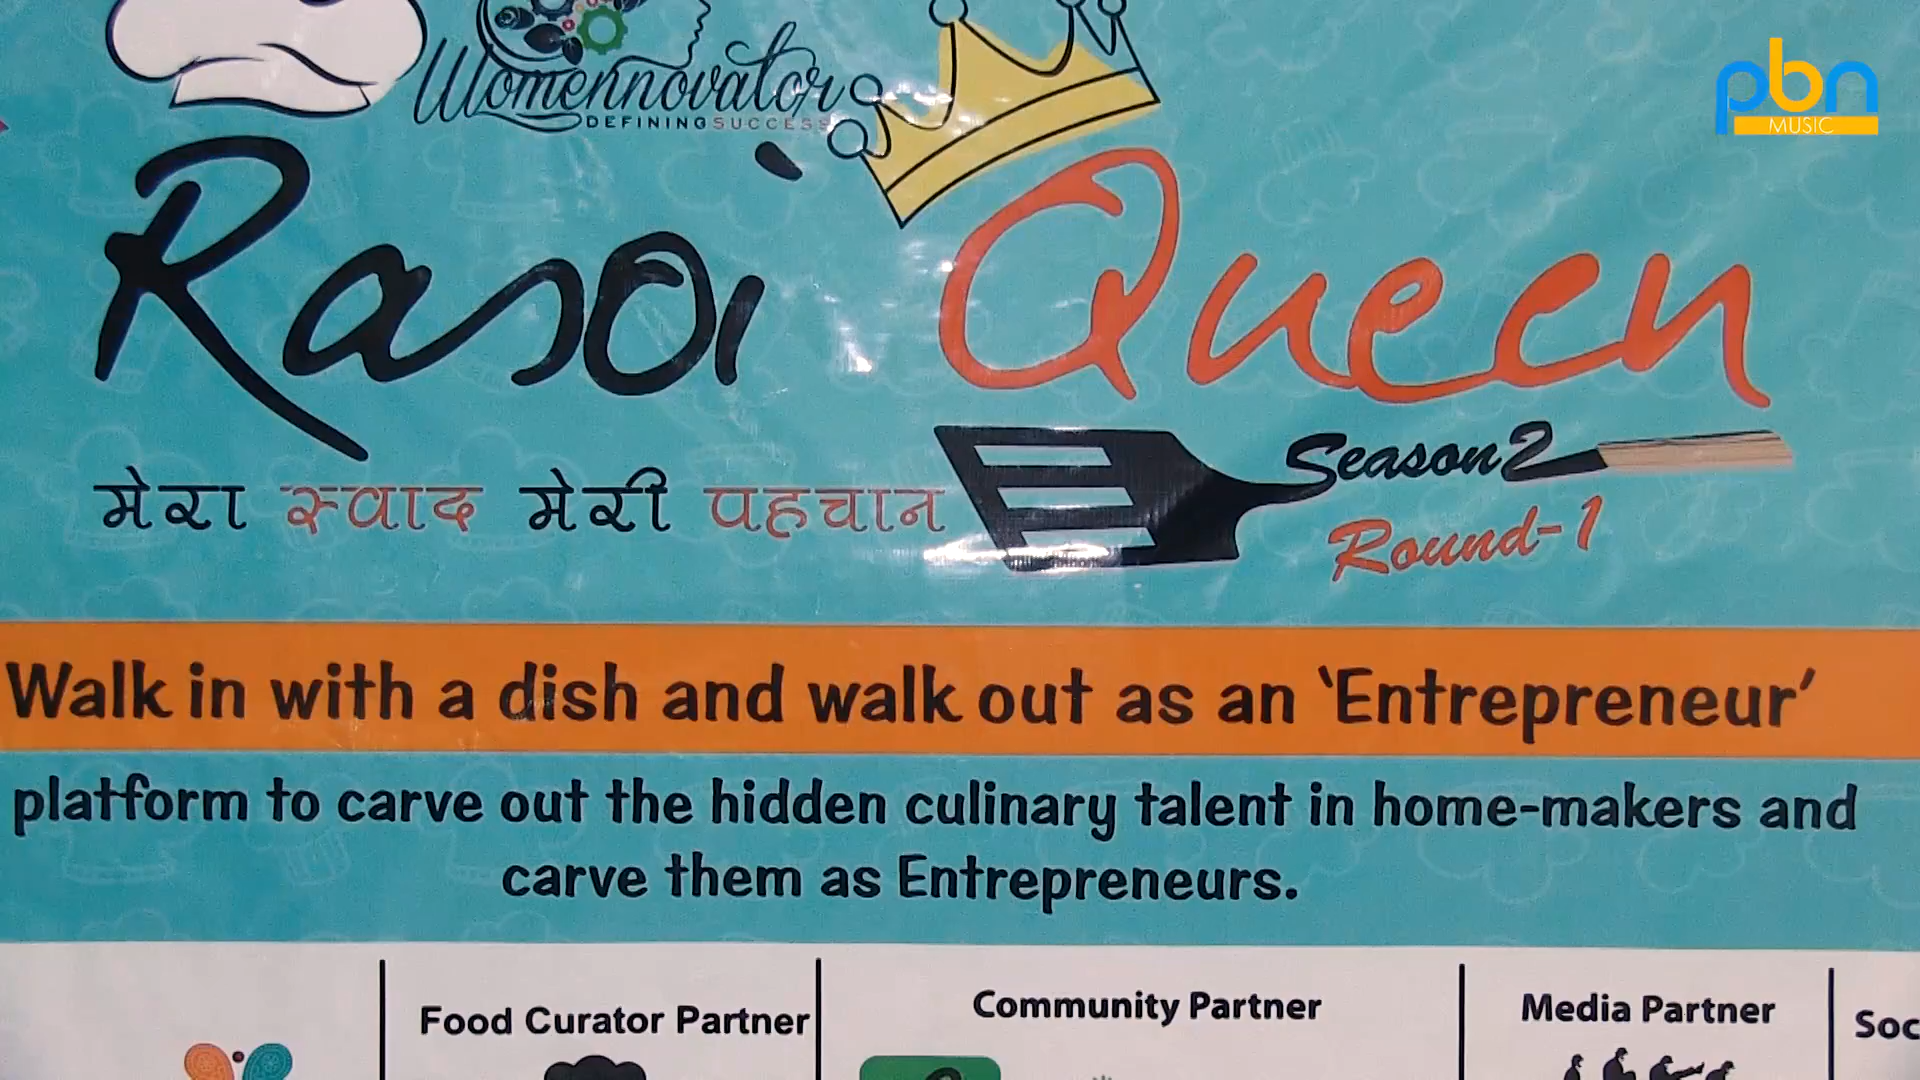 Womennovator
DEFINING SUCCESS
pbn
MUSIC
Rasoi Queen
मेरा स्वाद मेरी पहचान
Season 2
Round-1
Walk in with a dish and walk out as an ‘Entrepreneur’
platform to carve out the hidden culinary talent in home-makers and
carve them as Entrepreneurs.
Food Curator Partner
Community Partner
Media Partner
Soc